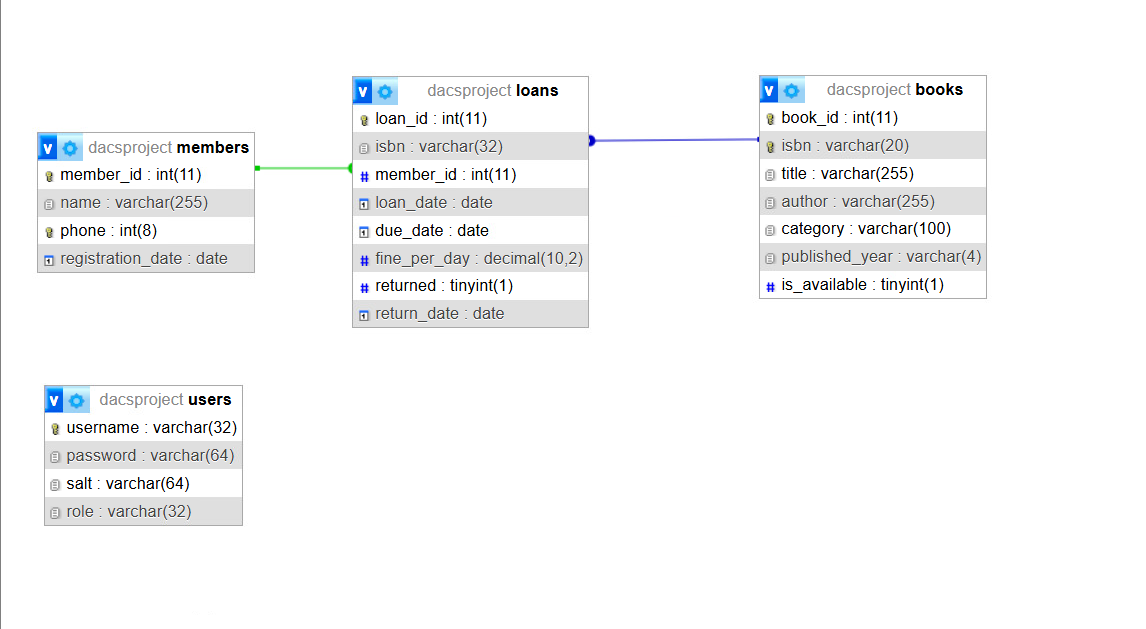 dacsproject members
member_id : int(11)
name : varchar(255)
phone : int(8)
registration_date : date
v dacsproject loans
loan_id : int(11)
isbn : varchar(32)
member_id : int(11)
loan_date : date
due_date : date
fine_per_day : decimal(10,2)
returned : tinyint(1)
return_date : date
v dacsproject books
book_id : int(11)
isbn : varchar(20)
title : varchar(255)
author : varchar(255)
category : varchar(100)
published_year : varchar(4)
is_available : tinyint(1)
v dacsproject users
username : varchar(32)
password : varchar(64)
salt : varchar(64)
role : varchar(32)